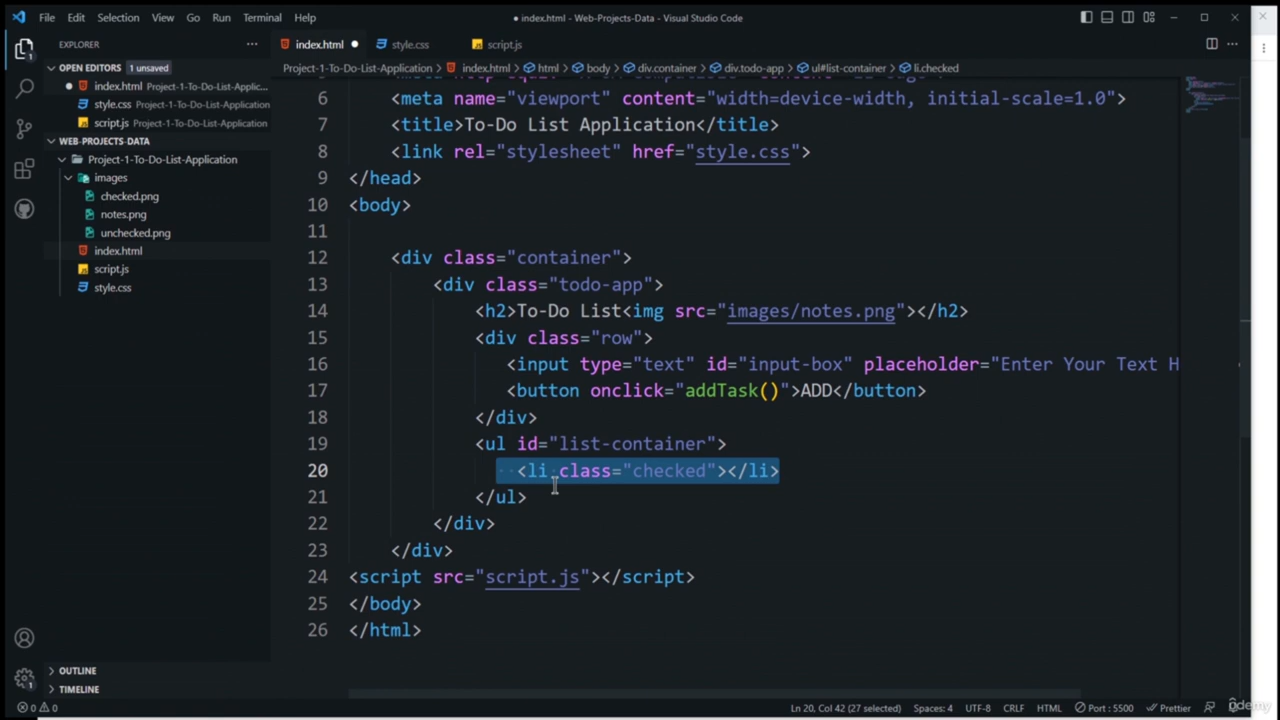 File Edit Selection View Go Run Terminal Help
● index.html - Web-Projects-Data - Visual Studio Code
EXPLORER
index.html
style.css
script.js
OPEN EDITORS 1 unsaved
Project-1-To-Do-List-Application > index.html > html > body > div.container > div.todo-app > ul#list-container > li.checked
index.html Project-1-To-Do-List-Applic...
style.css Project-1-To-Do-List-Application
script.js Project-1-To-Do-List-Application
WEB-PROJECTS-DATA
Project-1-To-Do-List-Application
images
checked.png
notes.png
unchecked.png
index.html
script.js
style.css
6 <meta name="viewport" content="width=device-width, initial-scale=1.0">
7 <title>To-Do List Application</title>
8 <link rel="stylesheet" href="style.css">
9 </head>
10 <body>
11
12 <div class="container">
13 <div class="todo-app">
14 <h2>To-Do List<img src="images/notes.png"></h2>
15 <div class="row">
16 <input type="text" id="input-box" placeholder="Enter Your Text H
17 <button onclick="addTask()">ADD</button>
18 </div>
19 <ul id="list-container">
20 <li class="checked"></li>
21 </ul>
22 </div>
23 </div>
24 <script src="script.js"></script>
25 </body>
26 </html>
OUTLINE
TIMELINE
0 0
Ln 20, Col 42 (27 selected) Spaces: 4 UTF-8 CRLF HTML Port : 5500 Prettier
ûdemy